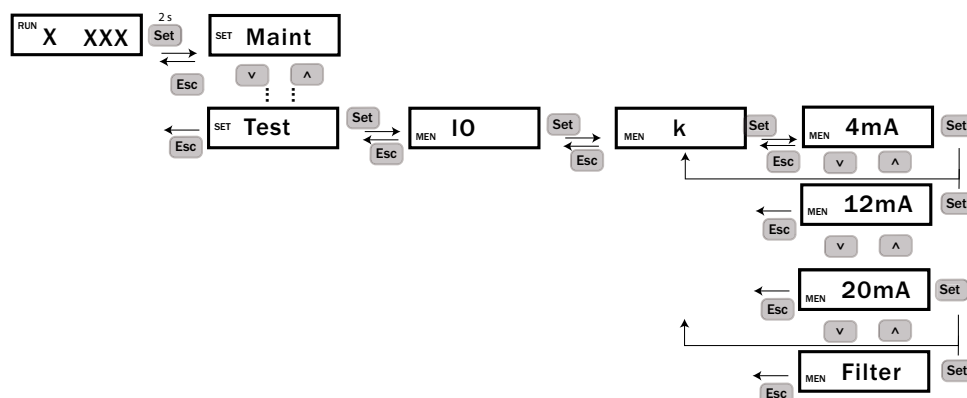 2 s
RUN X XXX Set SET Maint
Esc v ʌ
SET Test Set MEN IO Set MEN k Set MEN 4mA Set
Esc Esc Esc Esc v ʌ
MEN 12mA Set
Esc v ʌ
MEN 20mA Set
Esc v ʌ
MEN Filter Set
Esc